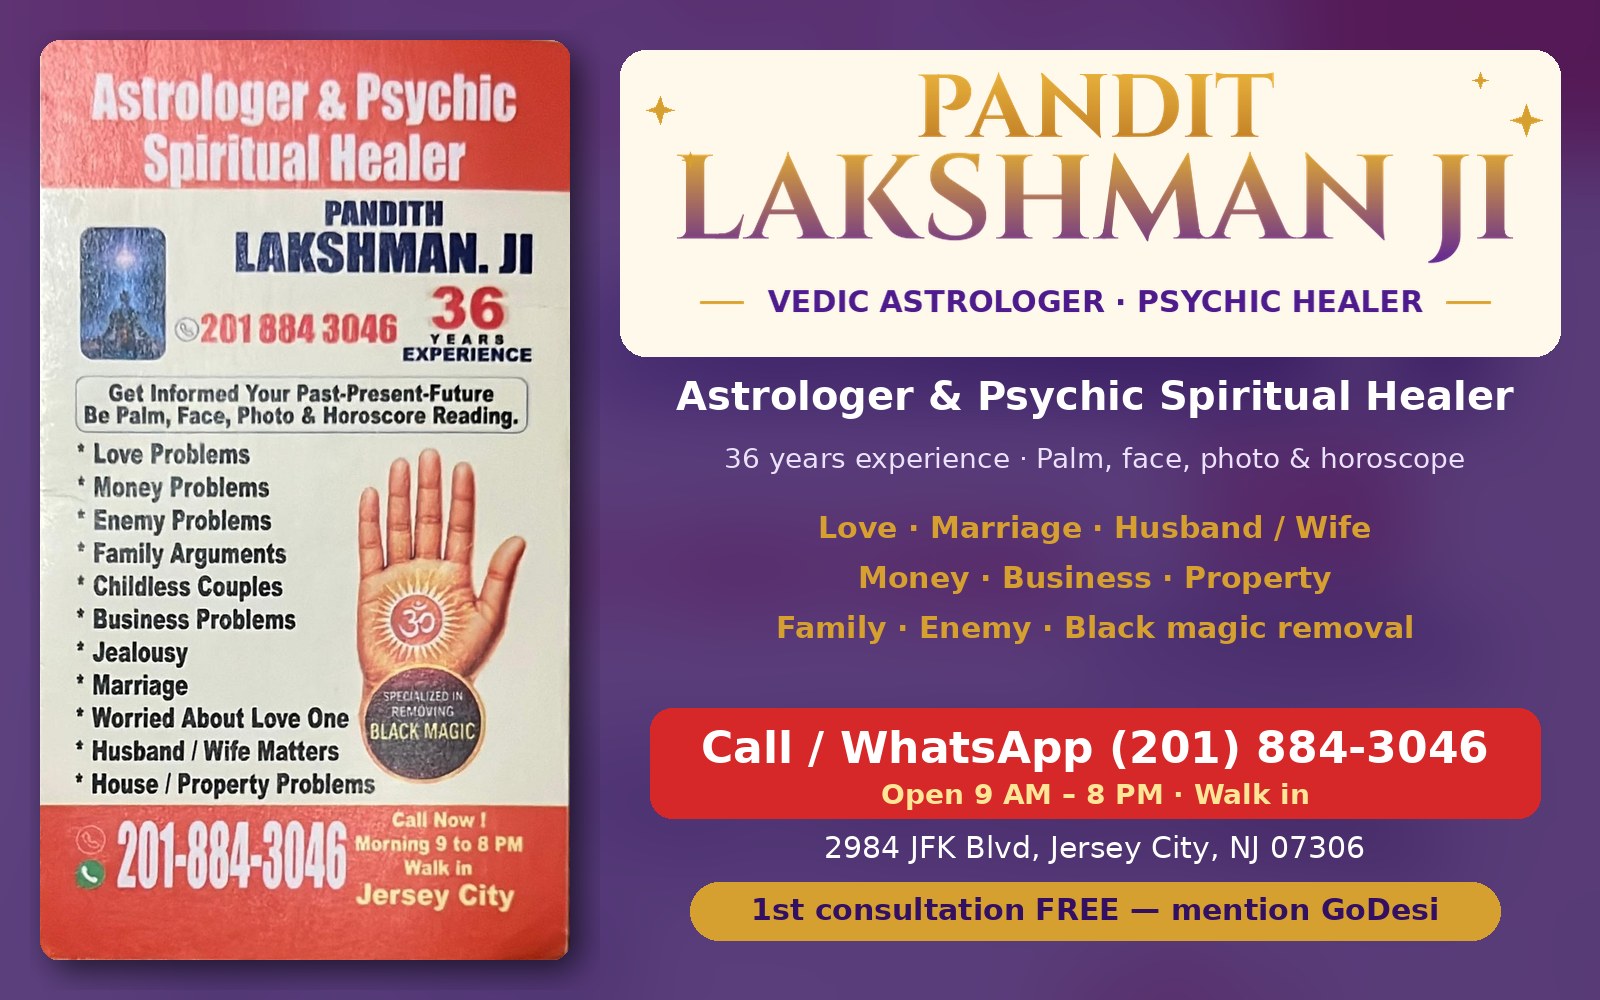 Astrologer & Psychic
Spiritual Healer
PANDITH
LAKSHMAN. JI
201 884 3046
36
YEARS
EXPERIENCE
Get Informed Your Past-Present-Future
Be Palm, Face, Photo & Horoscore Reading.
* Love Problems
* Money Problems
* Enemy Problems
* Family Arguments
* Childless Couples
* Business Problems
* Jealousy
* Marriage
* Worried About Love One
* Husband / Wife Matters
* House / Property Problems
ॐ
SPECIALIZED IN
REMOVING
BLACK MAGIC
201-884-3046
Call Now !
Morning 9 to 8 PM
Walk in
Jersey City
PANDIT
LAKSHMAN JI
VEDIC ASTROLOGER · PSYCHIC HEALER
Astrologer & Psychic Spiritual Healer
36 years experience · Palm, face, photo & horoscope
Love · Marriage · Husband / Wife
Money · Business · Property
Family · Enemy · Black magic removal
Call / WhatsApp (201) 884-3046
Open 9 AM – 8 PM · Walk in
2984 JFK Blvd, Jersey City, NJ 07306
1st consultation FREE — mention GoDesi